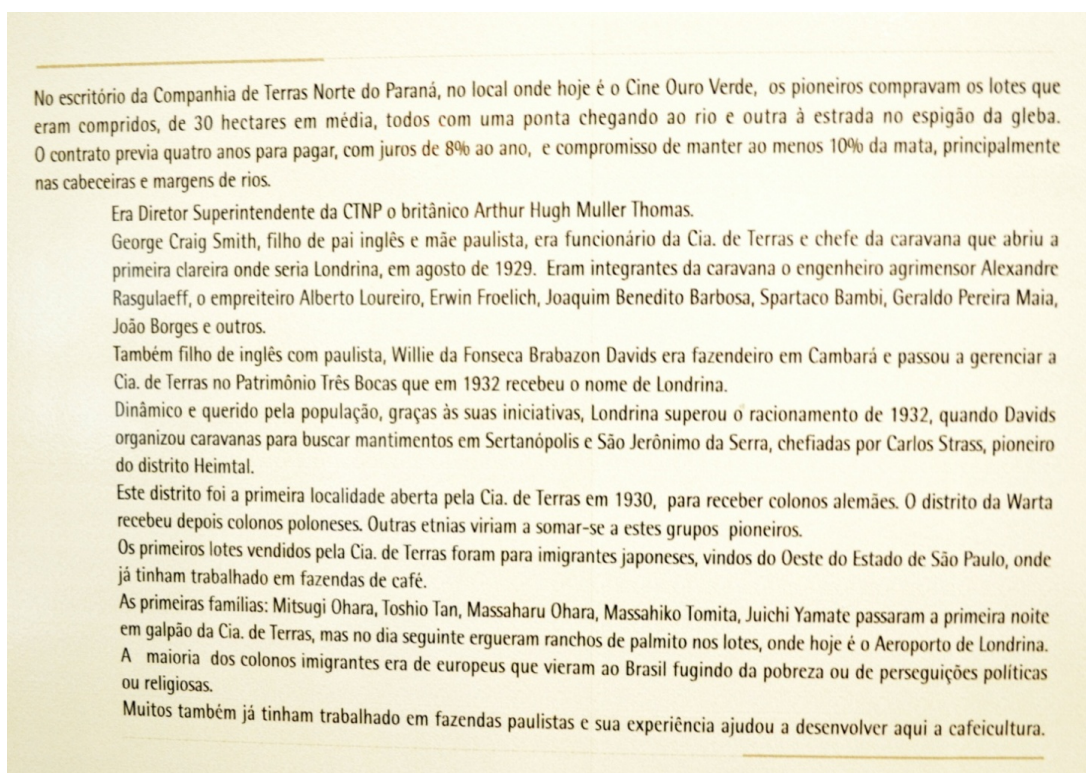 No escritório da Companhia de Terras Norte do Paraná, no local onde hoje é o Cine Ouro Verde, os pioneiros compravam os lotes que
eram compridos, de 30 hectares em média, todos com uma ponta chegando ao rio e outra à estrada no espigão da gleba.
O contrato previa quatro anos para pagar, com juros de 8% ao ano, e compromisso de manter ao menos 10% da mata, principalmente
nas cabeceiras e margens de rios.
Era Diretor Superintendente da CTNP o britânico Arthur Hugh Muller Thomas.
George Craig Smith, filho de pai inglês e mãe paulista, era funcionário da Cia. de Terras e chefe da caravana que abriu a
primeira clareira onde seria Londrina, em agosto de 1929. Eram integrantes da caravana o engenheiro agrimensor Alexandre
Rasgulaeff, o empreiteiro Alberto Loureiro, Erwin Froelich, Joaquim Benedito Barbosa, Spartaco Bambi, Geraldo Pereira Maia,
João Borges e outros.
Também filho de inglês com paulista, Willie da Fonseca Brabazon Davids era fazendeiro em Cambará e passou a gerenciar a
Cia. de Terras no Patrimônio Três Bocas que em 1932 recebeu o nome de Londrina.
Dinâmico e querido pela população, graças às suas iniciativas, Londrina superou o racionamento de 1932, quando Davids
organizou caravanas para buscar mantimentos em Sertanópolis e São Jerônimo da Serra, chefiadas por Carlos Strass, pioneiro
do distrito Heimtal.
Este distrito foi a primeira localidade aberta pela Cia. de Terras em 1930, para receber colonos alemães. O distrito da Warta
recebeu depois colonos poloneses. Outras etnias viriam a somar-se a estes grupos pioneiros.
Os primeiros lotes vendidos pela Cia. de Terras foram para imigrantes japoneses, vindos do Oeste do Estado de São Paulo, onde
já tinham trabalhado em fazendas de café.
As primeiras famílias: Mitsugi Ohara, Toshio Tan, Massaharu Ohara, Massahiko Tomita, Juichi Yamate passaram a primeira noite
em galpão da Cia. de Terras, mas no dia seguinte ergueram ranchos de palmito nos lotes, onde hoje é o Aeroporto de Londrina.
A maioria dos colonos imigrantes era de europeus que vieram ao Brasil fugindo da pobreza ou de perseguições políticas
ou religiosas.
Muitos também já tinham trabalhado em fazendas paulistas e sua experiência ajudou a desenvolver aqui a cafeicultura.